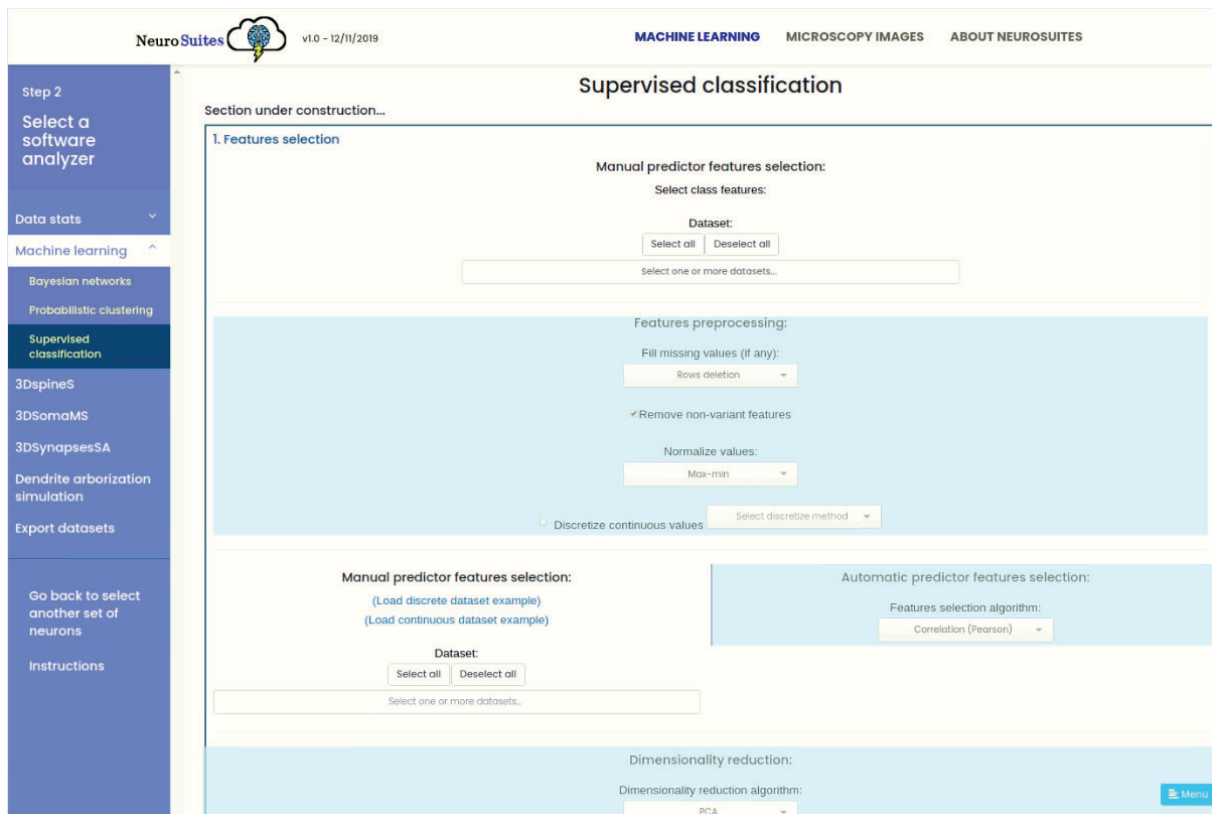 NeuroSuites
v1.0 - 12/11/2019
MACHINE LEARNING
MICROSCOPY IMAGES
ABOUT NEUROSUITES
Step 2
Select a
software
analyzer
Data stats
Machine learning
Bayesian networks
Probabilistic clustering
Supervised
classification
3DspineS
3DSomaMS
3DSynapsesSA
Dendrite arborization
simulation
Export datasets
Go back to select
another set of
neurons
Instructions
Supervised classification
Section under construction...
1. Features selection
Manual predictor features selection:
Select class features:
Dataset:
Select all
Deselect all
Select one or more datasets...
Features preprocessing:
Fill missing values (if any):
Rows deletion
Remove non-variant features
Normalize values:
Max-min
Discretize continuous values
Select discretize method
Manual predictor features selection:
(Load discrete dataset example)
(Load continuous dataset example)
Dataset:
Select all
Deselect all
Select one or more datasets...
Automatic predictor features selection:
Features selection algorithm:
Correlation (Pearson)
Dimensionality reduction:
Dimensionality reduction algorithm:
PCA
Menu